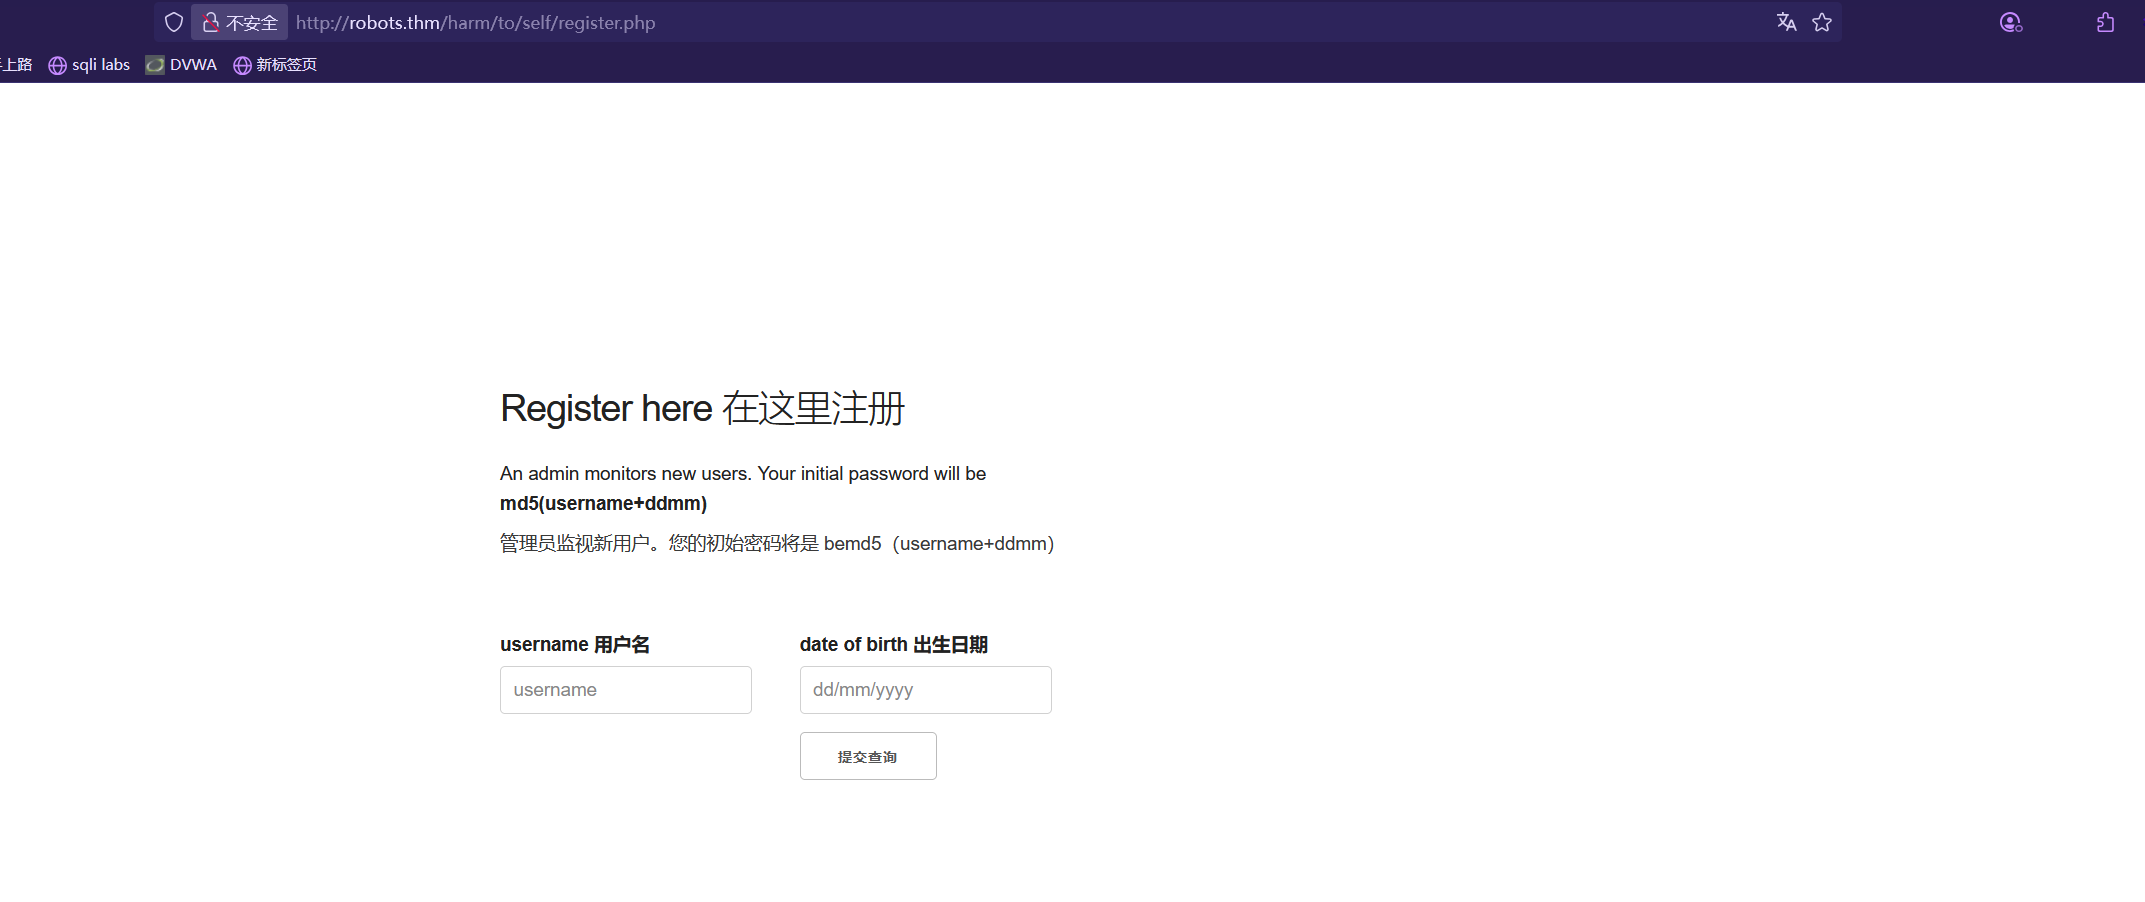 不安全 http://robots.thm/harm/to/self/register.php
上路 sqli labs DVWA 新标签页
Register here 在这里注册
An admin monitors new users. Your initial password will be
md5(username+ddmm)
管理员监视新用户。您的初始密码将是 bemd5（username+ddmm）
username 用户名 date of birth 出生日期
username dd/mm/yyyy
提交查询